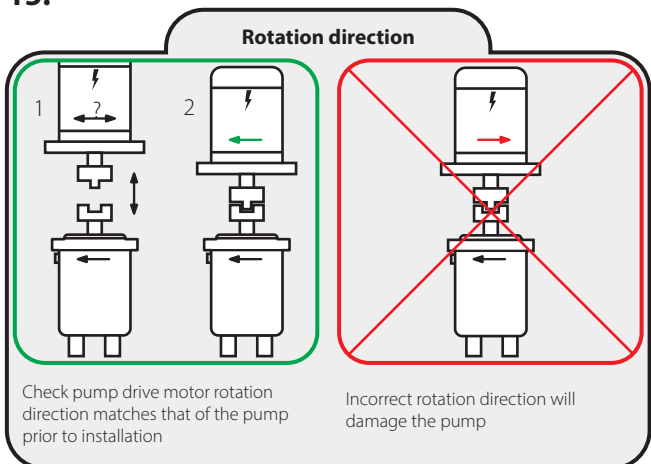 Rotation direction
1
?
2
Check pump drive motor rotation
direction matches that of the pump
prior to installation
Incorrect rotation direction will
damage the pump